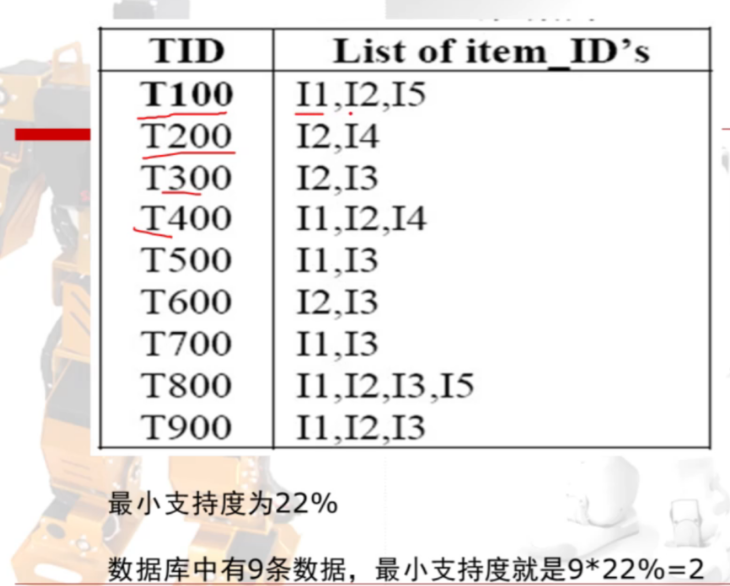 TID List of item_ID's
T100 I1,I2,I5
T200 I2,I4
T300 I2,I3
T400 I1,I2,I4
T500 I1,I3
T600 I2,I3
T700 I1,I3
T800 I1,I2,I3,I5
T900 I1,I2,I3
最小支持度为22%
数据库中有9条数据，最小支持度就是9*22%=2